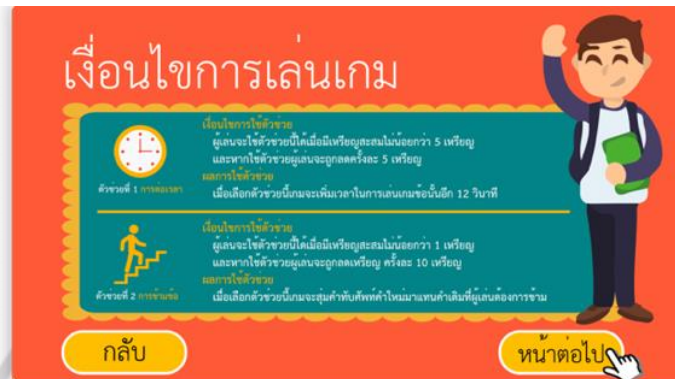 เงื่อนไขการเล่นเกม
เงื่อนไขการใช้ตัวช่วย
ผู้เล่นจะใช้ตัวช่วยนี้ได้เมื่อมีเหรียญสะสมไม่น้อยกว่า 5 เหรียญ
และหากใช้ตัวช่วยผู้เล่นจะถูกลดครั้งละ 5 เหรียญ
ผลการใช้ตัวช่วย
เมื่อเลือกตัวช่วยนี้เกมจะเพิ่มเวลาในการเล่นเกมข้อนั้นอีก 12 วินาที
ตัวช่วยที่ 1 การต่อเวลา
เงื่อนไขการใช้ตัวช่วย
ผู้เล่นจะใช้ตัวช่วยนี้ได้เมื่อมีเหรียญสะสมไม่น้อยกว่า 1 เหรียญ
และหากใช้ตัวช่วยผู้เล่นจะถูกลดเหรียญ ครั้งละ 10 เหรียญ
ผลการใช้ตัวช่วย
เมื่อเลือกตัวช่วยนี้เกมจะสุ่มคำทับศัพท์คำใหม่มาแทนคำเดิมที่ผู้เล่นต้องการข้าม
ตัวช่วยที่ 2 การข้ามข้อ
กลับ
หน้าต่อไป